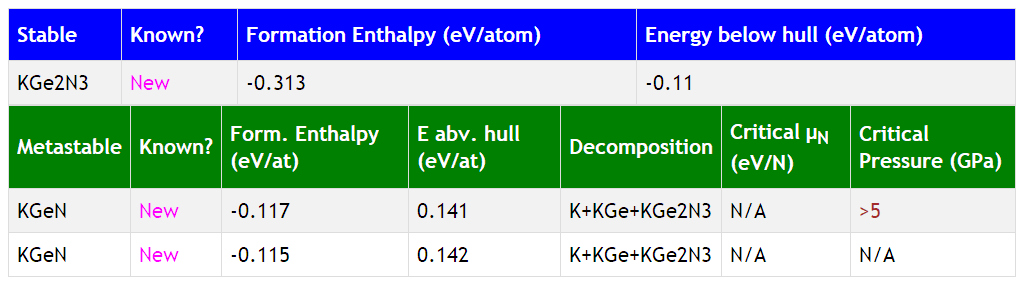 Stable Known? Formation Enthalpy (eV/atom) Energy below hull (eV/atom)
KGe2N3 New -0.313 -0.11
Metastable Known? Form. Enthalpy (eV/at) E abv. hull (eV/at) Decomposition Critical μN (eV/N) Critical Pressure (GPa)
KGeN New -0.117 0.141 K+KGe+KGe2N3 N/A >5
KGeN New -0.115 0.142 K+KGe+KGe2N3 N/A N/A